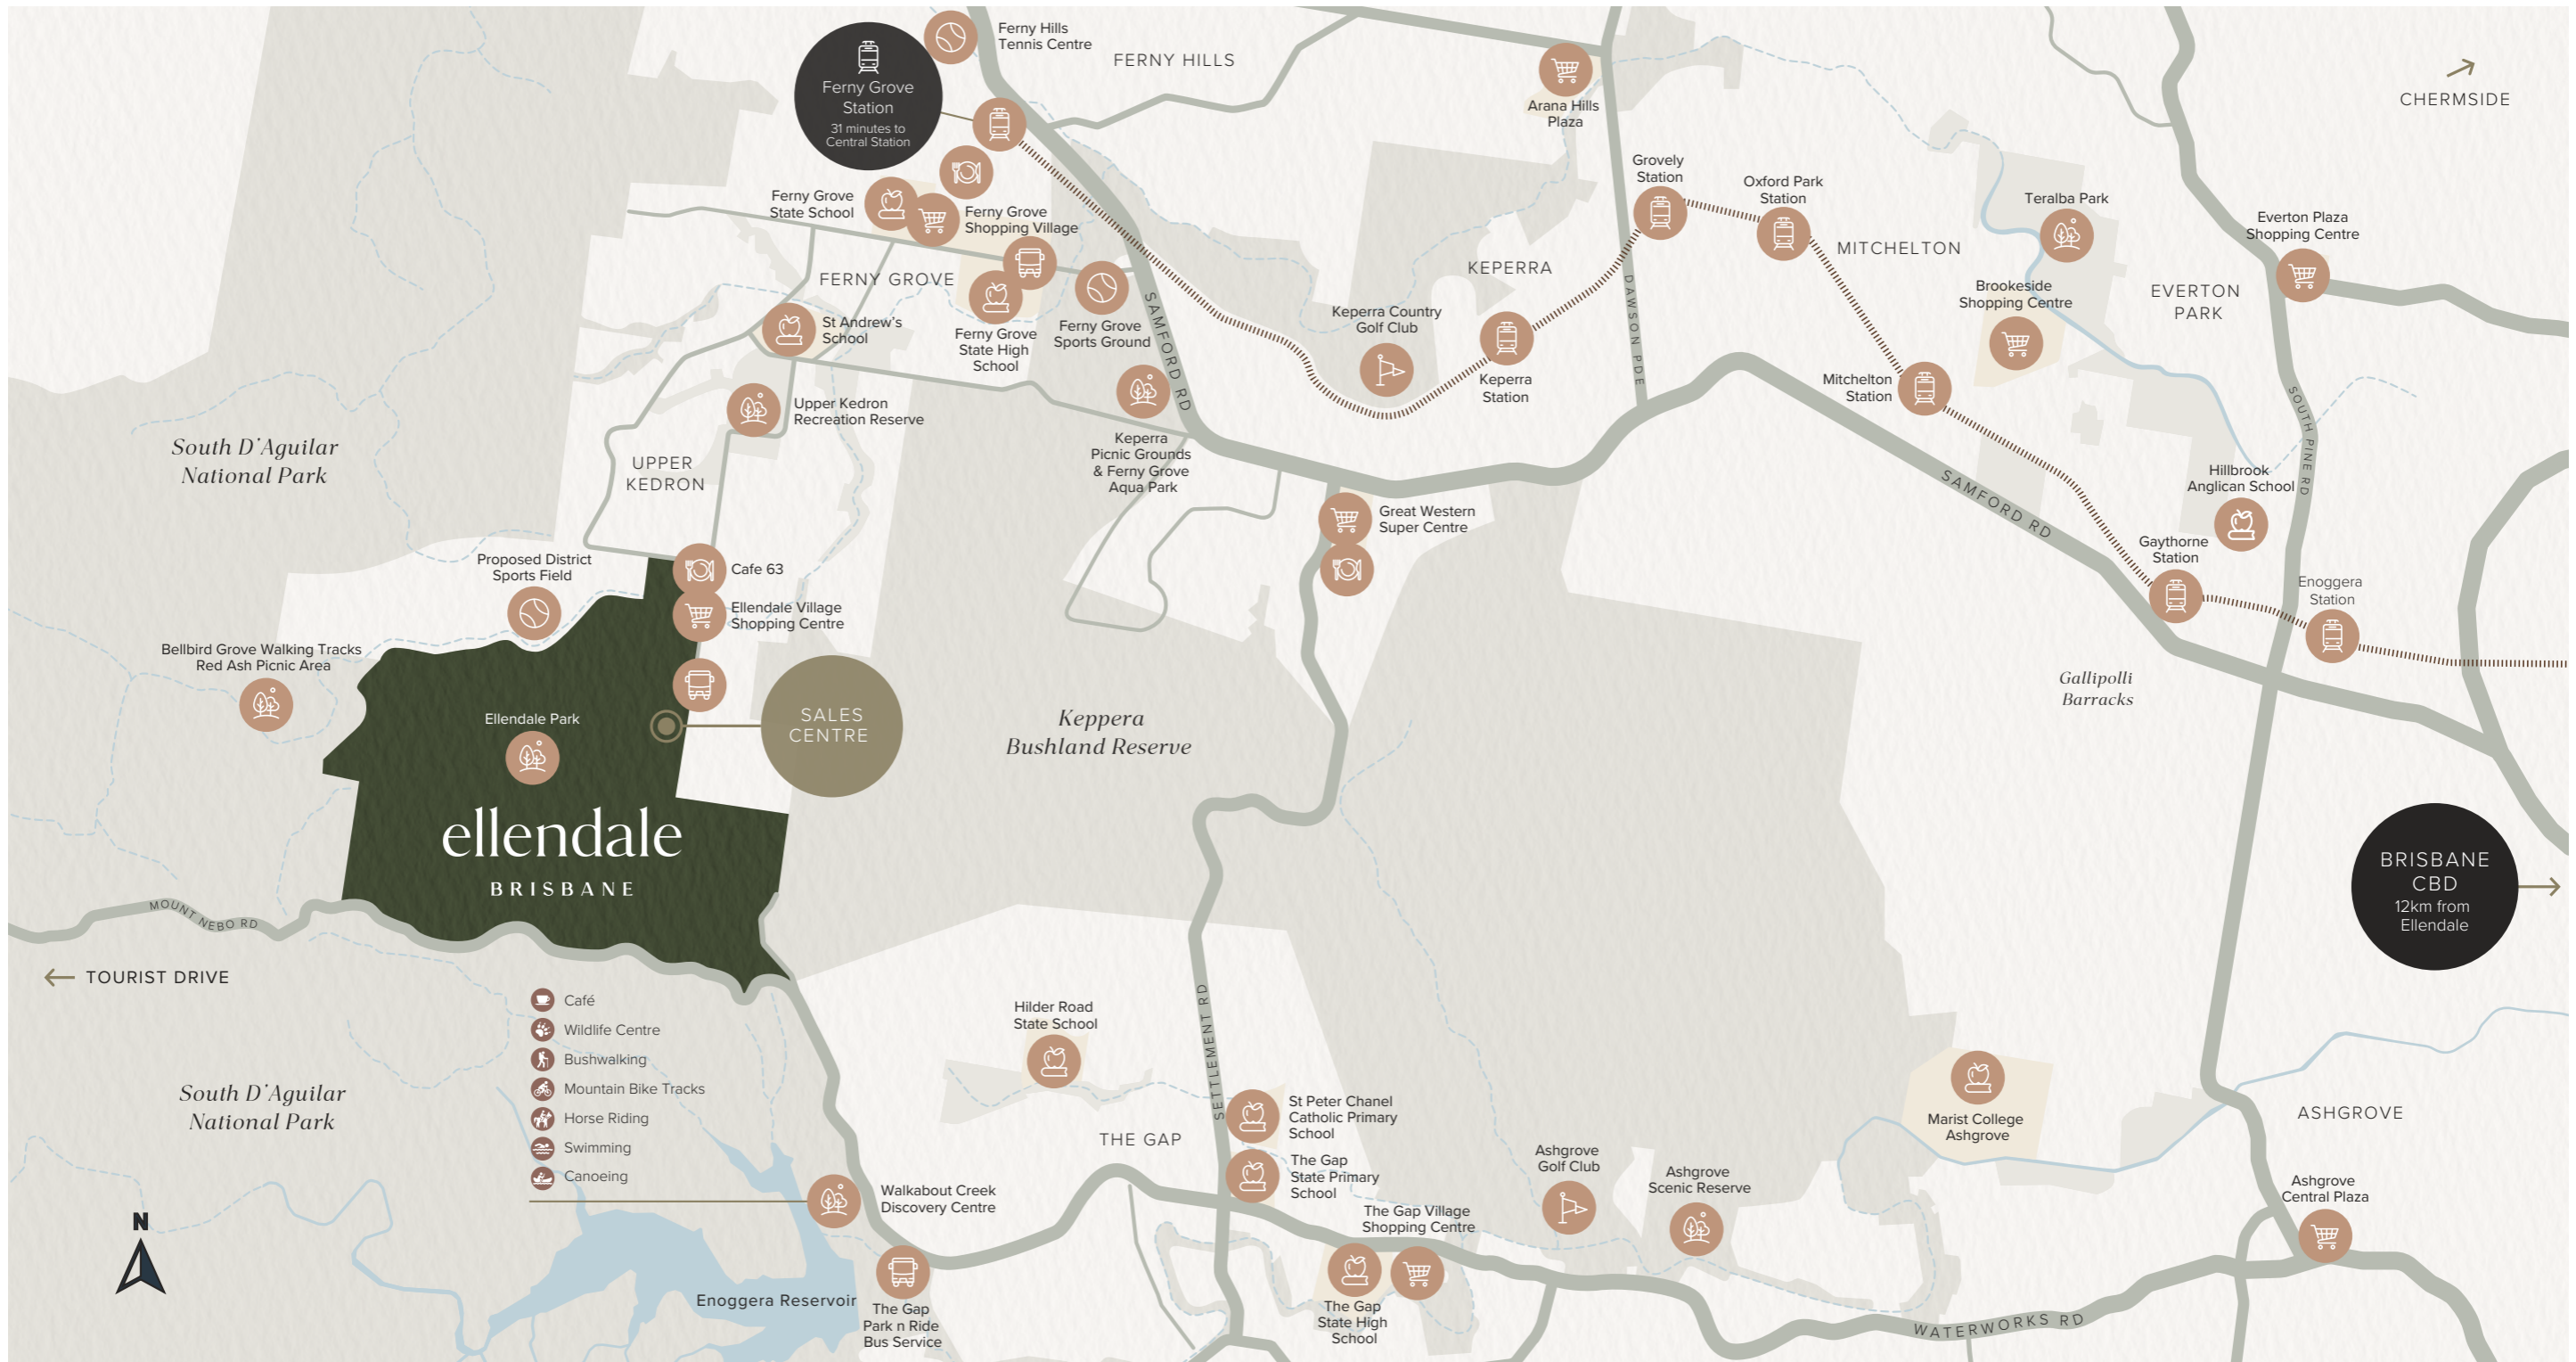 Ferny Hills
Tennis Centre
FERNY HILLS
Ferny Grove
Station
31 minutes to
Central Station
Arana Hills
Plaza
CHERMSIDE
Ferny Grove
State School
Ferny Grove
Shopping Village
Grovely
Station
Oxford Park
Station
Teralba Park
Everton Plaza
Shopping Centre
MITCHELTON
KEPERRA
FERNY GROVE
Brookeside
Shopping Centre
EVERTON
PARK
St Andrew's
School
Ferny Grove
State High
School
Ferny Grove
Sports Ground
SAMFORD RD
Keperra Country
Golf Club
DAWSON PDE
Keperra
Station
Mitchelton
Station
Upper Kedron
Recreation Reserve
SOUTH PINE RD
South D'Aguilar
National Park
UPPER
KEDRON
Keperra
Picnic Grounds
& Ferny Grove
Aqua Park
Hillbrook
Anglican School
SAMFORD RD
Great Western
Super Centre
Gaythorne
Station
Enoggera
Station
Proposed District
Sports Field
Cafe 63
Ellendale Village
Shopping Centre
Bellbird Grove Walking Tracks
Red Ash Picnic Area
Gallipolli
Barracks
Ellendale Park
SALES
CENTRE
Keppera
Bushland Reserve
ellendale
BRISBANE
BRISBANE
CBD
12km from
Ellendale
MOUNT NEBO RD
TOURIST DRIVE
Café
Wildlife Centre
Bushwalking
Mountain Bike Tracks
Horse Riding
Swimming
Canoeing
Hilder Road
State School
SETTLEMENT RD
South D'Aguilar
National Park
St Peter Chanel
Catholic Primary
School
THE GAP
The Gap
State Primary
School
Marist College
Ashgrove
ASHGROVE
Ashgrove
Golf Club
Ashgrove
Scenic Reserve
Ashgrove
Central Plaza
Walkabout Creek
Discovery Centre
The Gap Village
Shopping Centre
N
Enoggera Reservoir
The Gap
Park n Ride
Bus Service
The Gap
State High
School
WATERWORKS RD